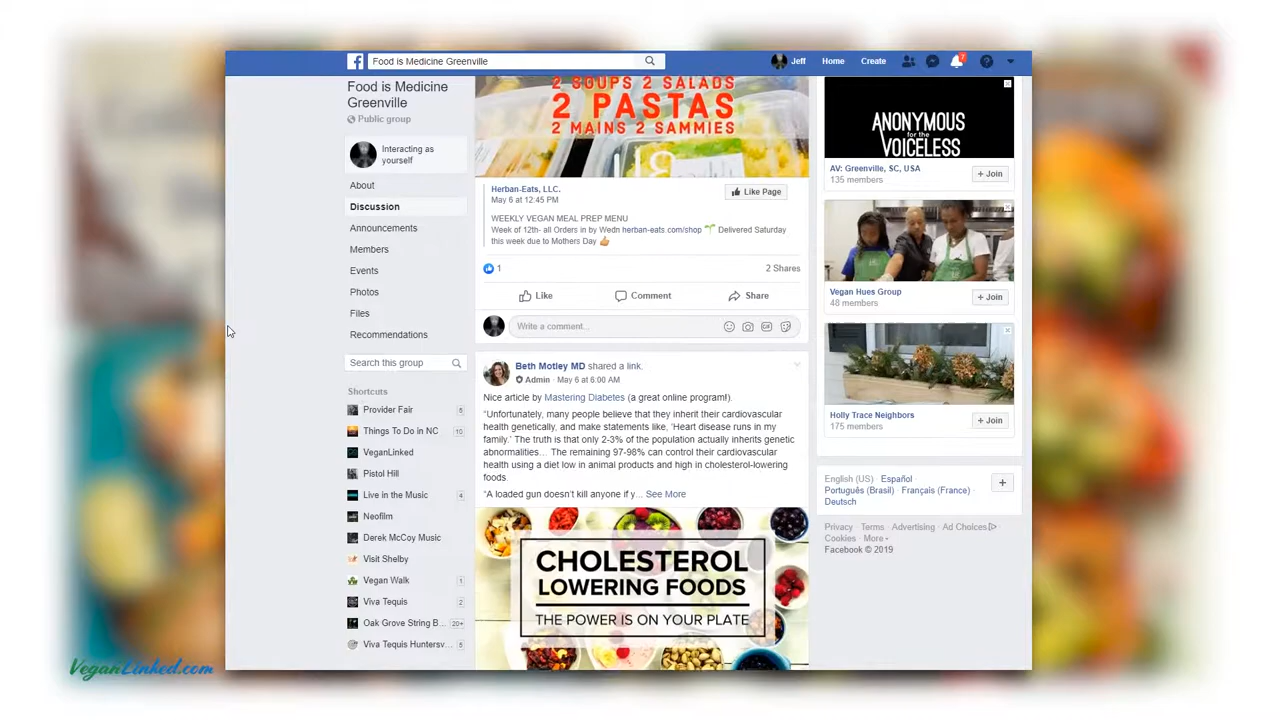 Food is Medicine Greenville
Jeff
Home
Create
7
Food is Medicine
Greenville
Public group
Interacting as
yourself
About
Discussion
Announcements
Members
Events
Photos
Files
Recommendations
Search this group
Shortcuts
Provider Fair 5
Things To Do in NC 10
VeganLinked
Pistol Hill
Live in the Music 4
Neofilm
Derek McCoy Music
Visit Shelby
Vegan Walk 1
Viva Tequis 2
Oak Grove String B... 20+
Viva Tequis Huntersv... 5
2 SOUPS 2 SALADS
2 PASTAS
2 MAINS 2 SAMMIES
Herban-Eats, LLC.
May 6 at 12:45 PM
Like Page
WEEKLY VEGAN MEAL PREP MENU
Week of 12th- all Orders in by Wedn herban-eats.com/shop Delivered Saturday
this week due to Mothers Day
1
2 Shares
Like
Comment
Share
Write a comment...
GIF
Beth Motley MD shared a link.
Admin · May 6 at 6:00 AM
Nice article by Mastering Diabetes (a great online program!).
"Unfortunately, many people believe that they inherit their cardiovascular
health genetically, and make statements like, 'Heart disease runs in my
family.' The truth is that only 2-3% of the population actually inherits genetic
abnormalities... The remaining 97-98% can control their cardiovascular
health using a diet low in animal products and high in cholesterol-lowering
foods.
"A loaded gun doesn't kill anyone if y... See More
CHOLESTEROL
LOWERING FOODS
THE POWER IS ON YOUR PLATE
ANONYMOUS
for the
VOICELESS
AV: Greenville, SC, USA
135 members
+ Join
Vegan Hues Group
48 members
+ Join
Holly Trace Neighbors
175 members
+ Join
English (US) · Español ·
Português (Brasil) · Français (France) ·
Deutsch
Privacy · Terms · Advertising · Ad Choices ·
Cookies · More
Facebook © 2019
VeganLinked.com